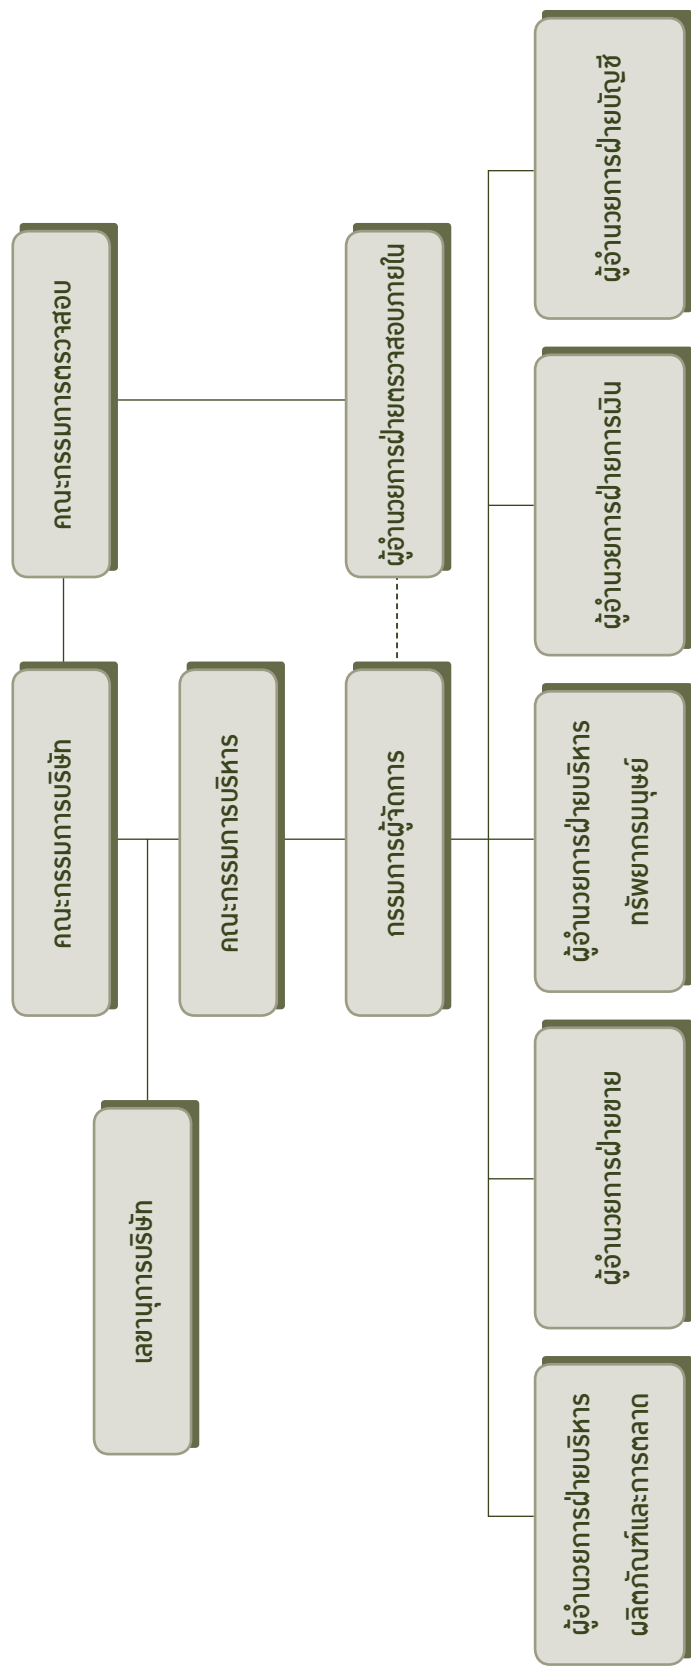 คณะกรรมการบริษัท
คณะกรรมการตรวจสอบ
เลขานุการบริษัท
คณะกรรมการบริหาร
กรรมการผู้จัดการ
ผู้อำนวยการฝ่ายตรวจสอบภายใน
ผู้อำนวยการฝ่ายบริหาร
ผลิตภัณฑ์และการตลาด
ผู้อำนวยการฝ่ายขาย
ผู้อำนวยการฝ่ายบริหาร
ทรัพยากรมนุษย์
ผู้อำนวยการฝ่ายการเงิน
ผู้อำนวยการฝ่ายบัญชี